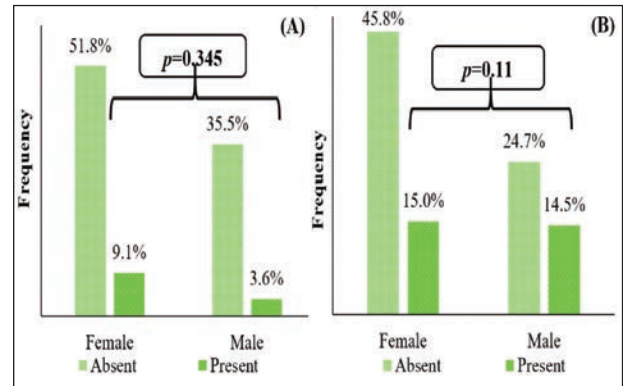 (A)
51.8%
p=0.345
35.5%
9.1%
3.6%
Frequency
Female Male
Absent Present
(B)
45.8%
p=0.11
24.7%
15.0%
14.5%
Frequency
Female Male
Absent Present